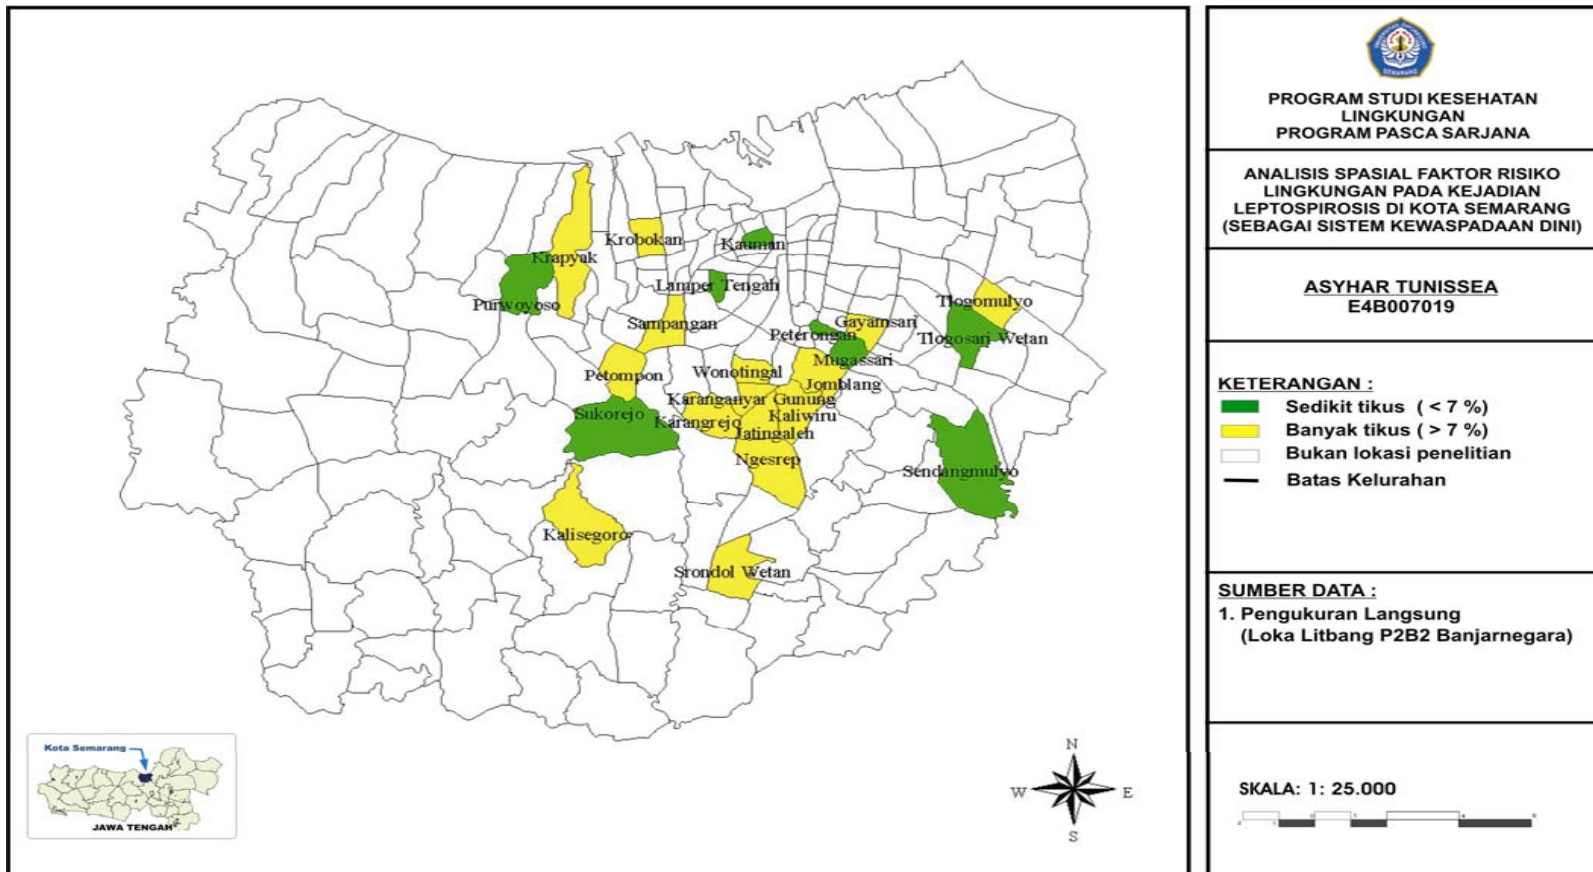 Krobokan
Kauman
Krapyak
Lamper Tengah
Purwoyoso
Tlogomulyo
Sampangan
Gayamsari
Peterongan
Tlogosari Wetan
Mugassari
Petompon
Wonotingal
Jomblang
Karanganyar Gunung
Sukorejo
Karangrejo
Kaliwiru
Jatingaleh
Ngesrep
Sendangmulyo
Kalisegoro
Srondol Wetan
Kota Semarang
JAWA TENGAH
N
W
E
S
SEMARANG
PROGRAM STUDI KESEHATAN
LINGKUNGAN
PROGRAM PASCA SARJANA
ANALISIS SPASIAL FAKTOR RISIKO
LINGKUNGAN PADA KEJADIAN
LEPTOSPIROSIS DI KOTA SEMARANG
(SEBAGAI SISTEM KEWASPADAAN DINI)
ASYHAR TUNISSEA
E4B007019
KETERANGAN :
Sedikit tikus ( < 7 %)
Banyak tikus ( > 7 %)
Bukan lokasi penelitian
Batas Kelurahan
SUMBER DATA :
1. Pengukuran Langsung
(Loka Litbang P2B2 Banjarnegara)
SKALA: 1: 25.000